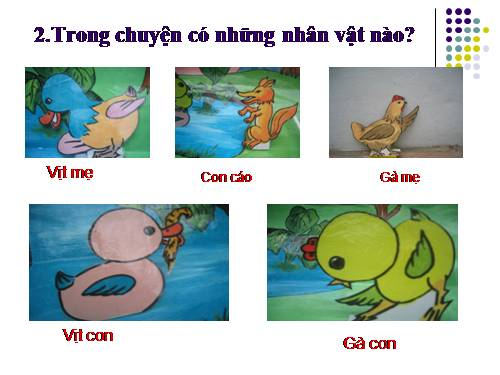 2.Trong chuyện có những nhân vật nào?
Vịt mẹ
Con cáo
Gà mẹ
Vịt con
Gà con